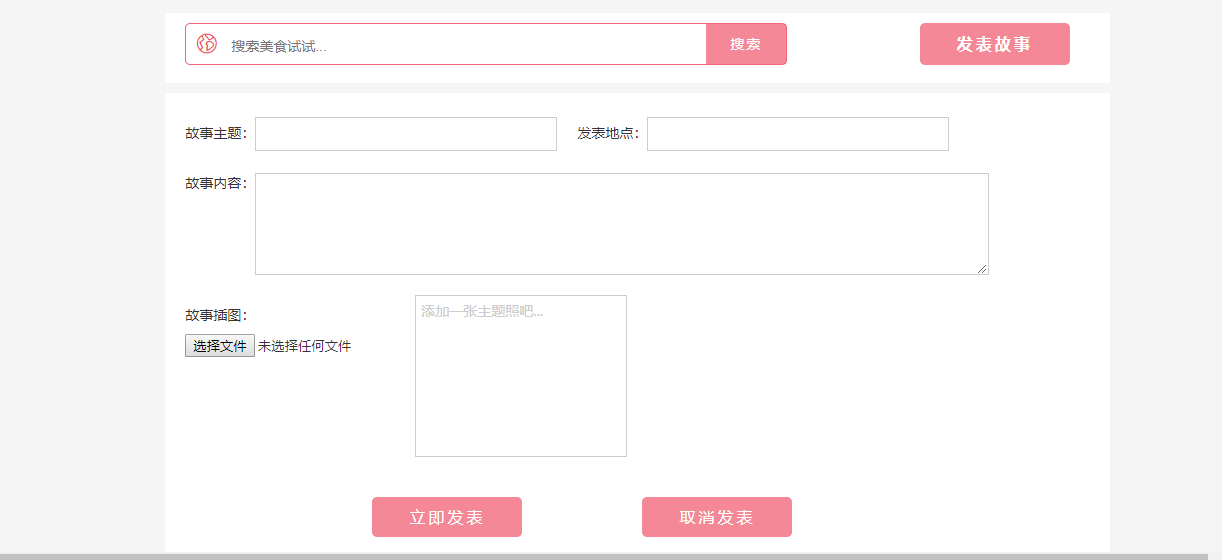 搜索美食试试... 搜索 发表故事
故事主题： 发表地点：
故事内容：
故事插图： 添加一张主题照吧...
选择文件 未选择任何文件
立即发表 取消发表